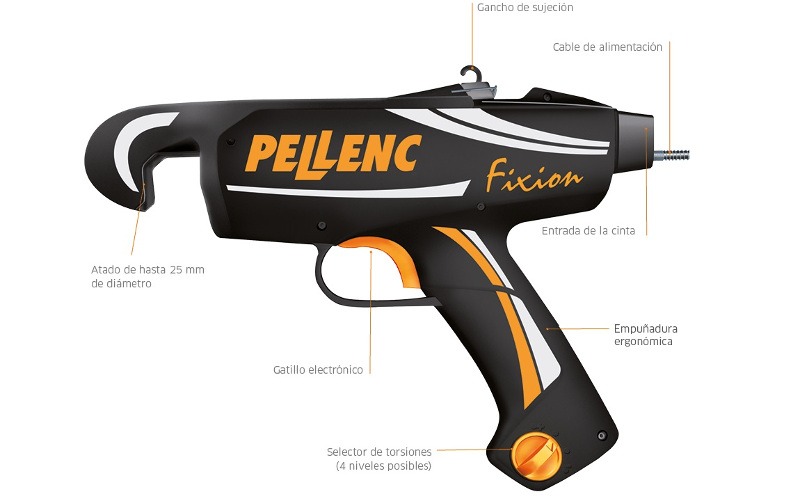 Gancho de sujeción
Cable de alimentación
PELLENC
Fixion
Entrada de la cinta
Atado de hasta 25 mm
de diámetro
Empuñadura
ergonómica
Gatillo electrónico
Selector de torsiones
(4 niveles posibles)